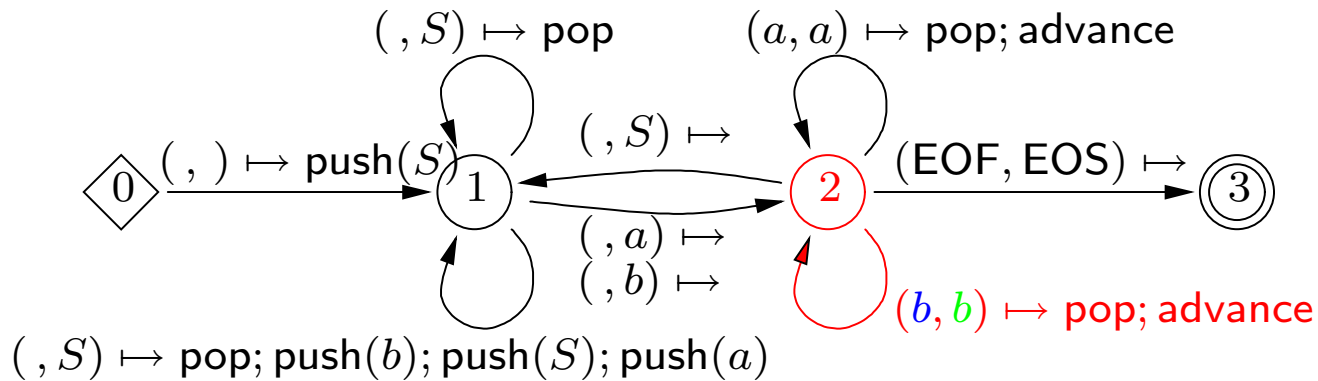 ( , S) ↦ pop
(a, a) ↦ pop; advance
( , S) ↦
( , ) ↦ push(S)
(EOF, EOS) ↦
0
1
2
3
( , a) ↦
( , b) ↦
(b, b) ↦ pop; advance
( , S) ↦ pop; push(b); push(S); push(a)